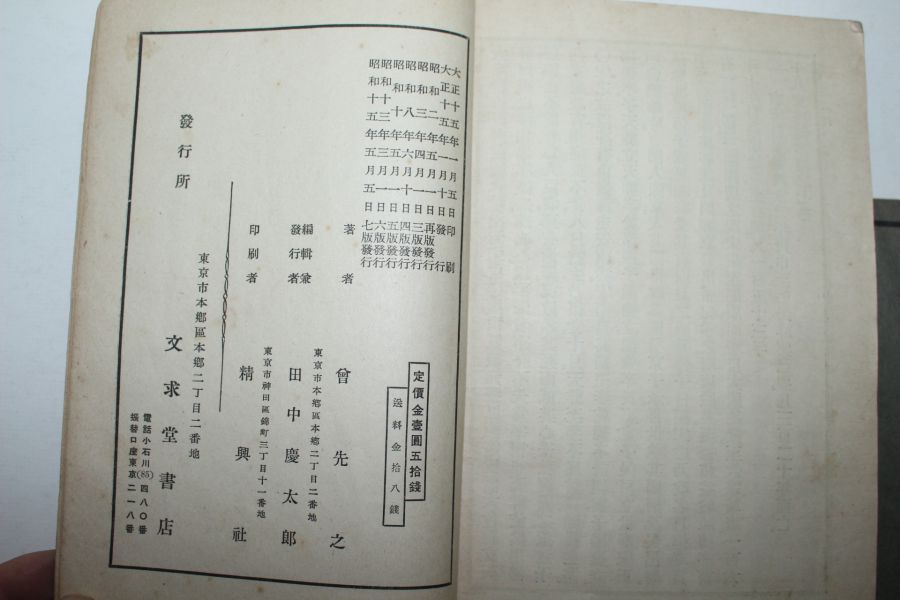 大正十五年一月五日印刷
大正十五年一月十日發行
昭和二年五月一日再版發行
昭和三年四月一日三版發行
昭和八年六月十日四版發行
昭和十年五月一日五版發行
昭和十三年三月一日六版發行
昭和十五年五月五日七版發行
定價金壹圓五拾錢
送料金拾八錢
著者
曾先之
編輯兼發行者
東京市本鄉區本鄉二丁目二番地
田中慶太郎
印刷者
東京市神田區錦町三丁目十一番地
精興社
發行所
東京市本鄉區本鄉二丁目二番地
文求堂書店
電話小石川(85)四八〇番
振替口座東京二一八番